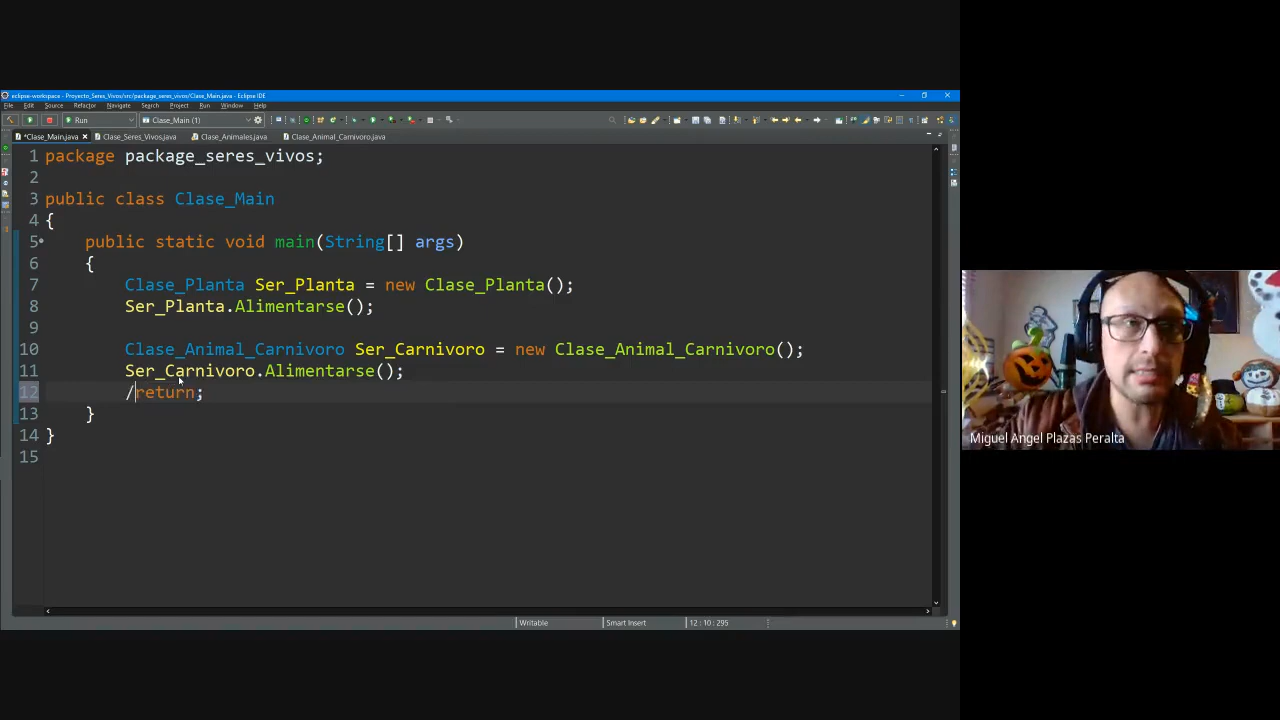 eclipse-workspace - Proyecto_Seres_Vivos/src/package_seres_vivos/Clase_Main.java - Eclipse IDE
File Edit Source Refactor Navigate Search Project Run Window Help
Run Clase_Main (1)
*Clase_Main.java Clase_Seres_Vivos.java Clase_Animales.java Clase_Animal_Carnivoro.java
1 package package_seres_vivos;
2
3 public class Clase_Main
4 {
5 public static void main(String[] args)
6 {
7 Clase_Planta Ser_Planta = new Clase_Planta();
8 Ser_Planta.Alimentarse();
9
10 Clase_Animal_Carnivoro Ser_Carnivoro = new Clase_Animal_Carnivoro();
11 Ser_Carnivoro.Alimentarse();
12 /return;
13 }
14 }
15
Writable Smart Insert 12 : 10 : 295
Miguel Angel Plazas Peralta